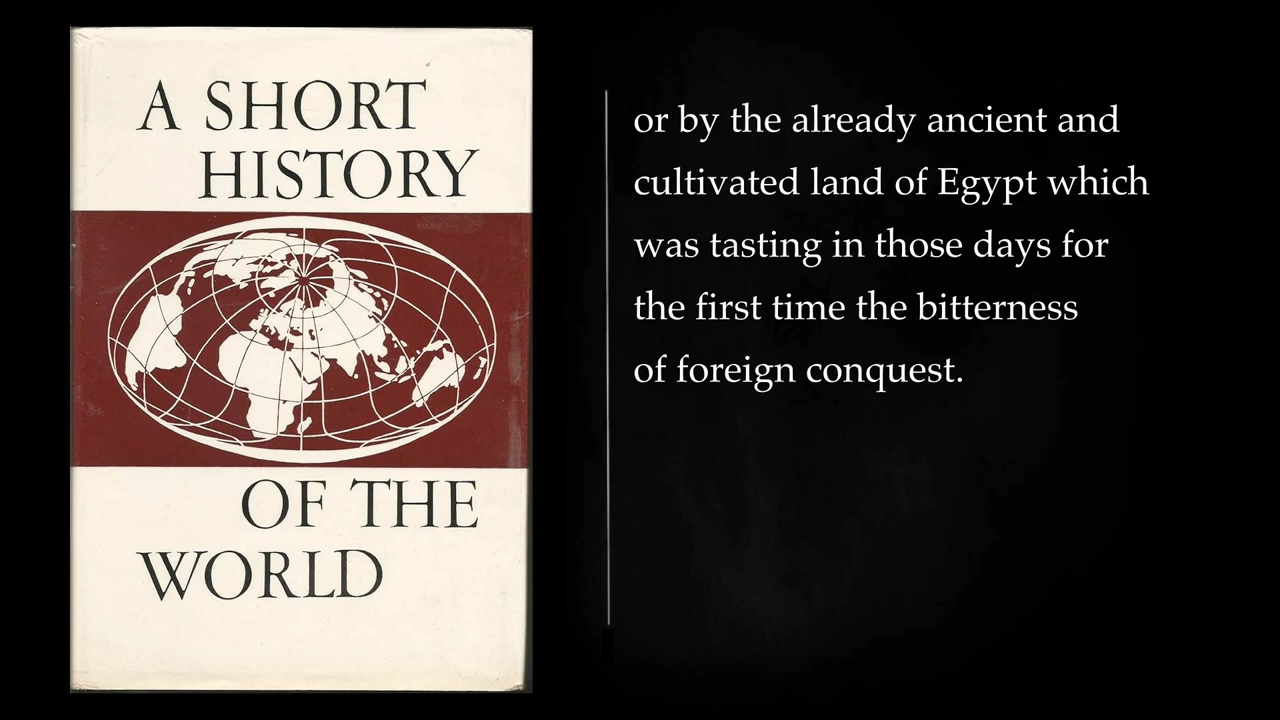 A SHORT
HISTORY
OF THE
WORLD
or by the already ancient and
cultivated land of Egypt which
was tasting in those days for
the first time the bitterness
of foreign conquest.